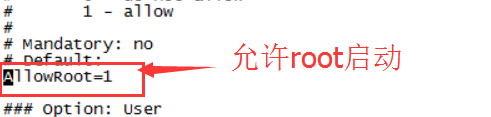 #        1 - allow
#
# Mandatory: no
# Default:
AllowRoot=1
允许root启动
### Option: User